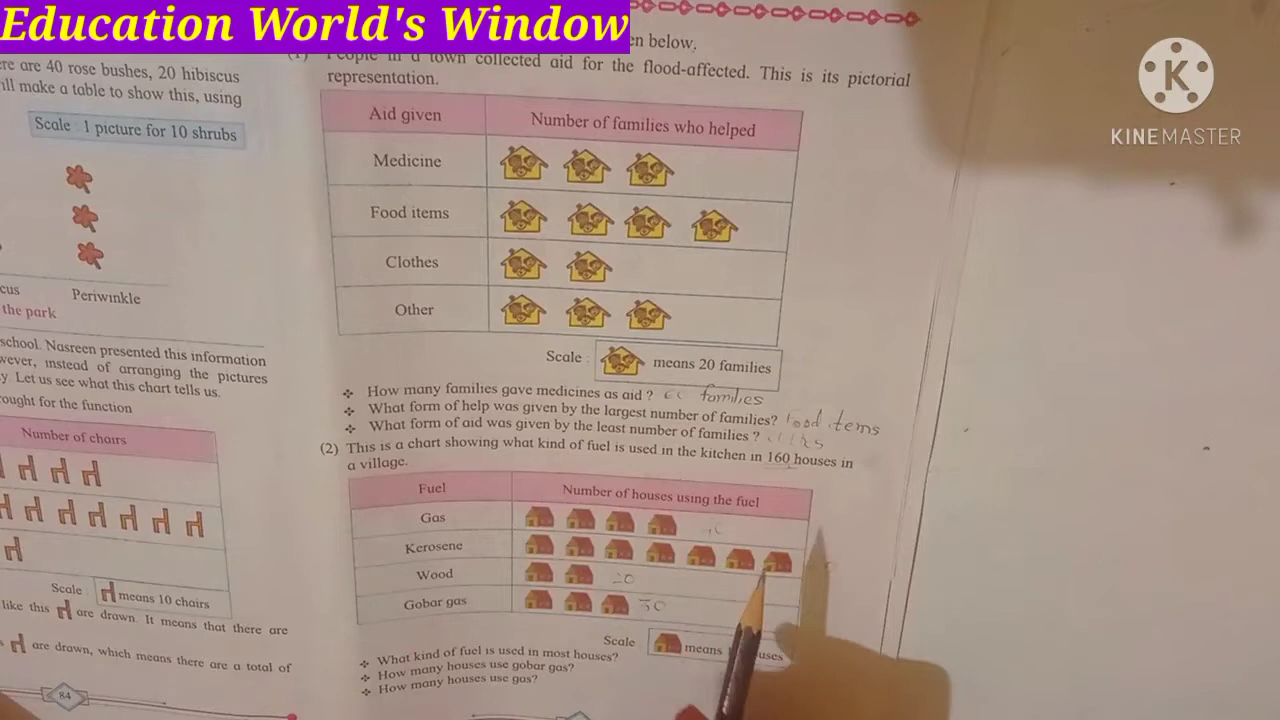 Education World's Window
KINEMASTER
ere are 40 rose bushes, 20 hibiscus
ill make a table to show this, using
Scale : 1 picture for 10 shrubs
cus Periwinkle
the park
school. Nasreen presented this information
wever, instead of arranging the pictures
y. Let us see what this chart tells us.
ought for the function
Number of chairs
Scale : means 10 chairs
like this are drawn. It means that there are
s are drawn, which means there are a total of
84
en below.
(1) People in a town collected aid for the flood-affected. This is its pictorial
representation.
Aid given Number of families who helped
Medicine
Food items
Clothes
Other
Scale : means 20 families
How many families gave medicines as aid ? families
What form of help was given by the largest number of families? Food items
What form of aid was given by the least number of families ?
(2) This is a chart showing what kind of fuel is used in the kitchen in 160 houses in
a village.
Fuel Number of houses using the fuel
Gas
Kerosene
Wood 20
Gobar gas 30
Scale means uses
What kind of fuel is used in most houses?
How many houses use gobar gas?
How many houses use gas?